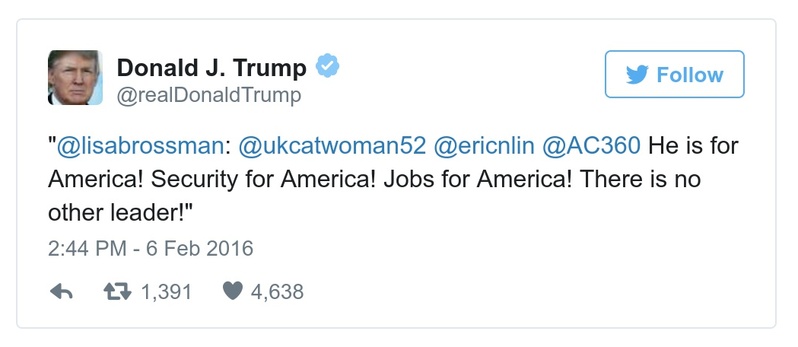 Donald J. Trump
@realDonaldTrump
Follow
"@lisabrossman: @ukcatwoman52 @ericnlin @AC360 He is for
America! Security for America! Jobs for America! There is no
other leader!"
2:44 PM - 6 Feb 2016
1,391 4,638